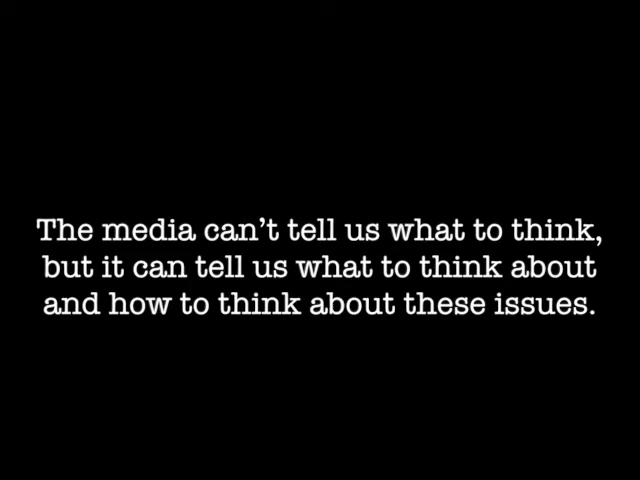 The media can’t tell us what to think,
but it can tell us what to think about
and how to think about these issues.